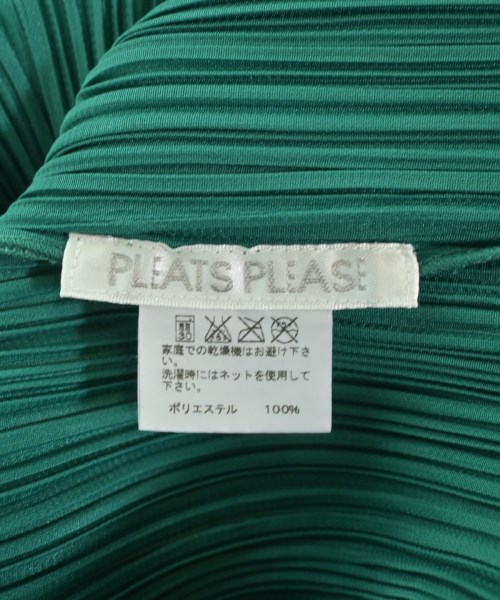 PLEATS PLEASE
家庭での乾燥機はお避け下さ
い。
洗濯時にはネットを使用して
下さい。
ポリエステル 100%